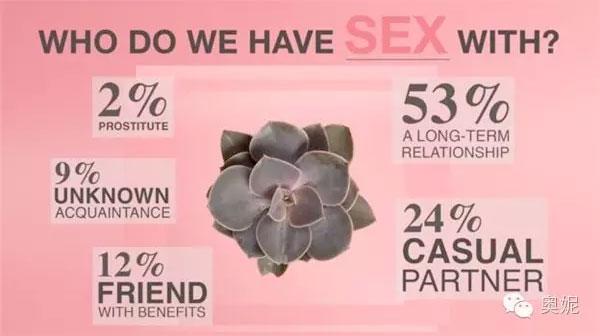 WHO DO WE HAVE SEX WITH?
2%
PROSTITUTE
53%
A LONG-TERM
RELATIONSHIP
9%
UNKNOWN
ACQUAINTANCE
24%
CASUAL
PARTNER
12%
FRIEND
WITH BENEFITS
奥妮